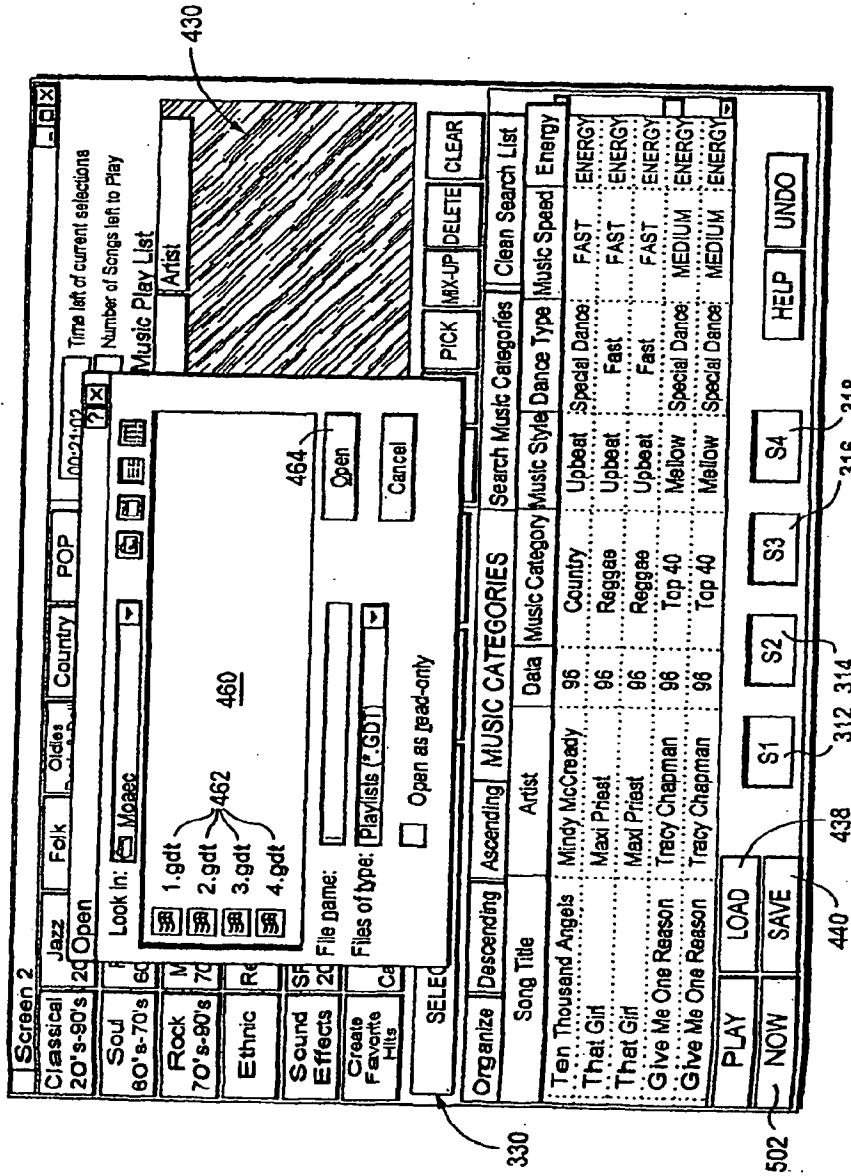 Screen 2
Classical
20's-90's
Jazz
20
Folk
Oldies
Country
POP
00:21:02
Time left of current selections
Number of Songs left to Play
Music Play List
Artist
430
Soul
60's-70's
60
Rock
70's-90's
70
Ethnic
Re
Sound
Effects
20
Create
Favorite
Hits
Ca
SELEC
330
Open
Look in: Moaec
1.gdt
2.gdt
3.gdt
4.gdt
462
460
464
File name:
Open
Files of type: Playlists (*.GDT)
Cancel
Open as read-only
PICK
MIX-UP
DELETE
CLEAR
Organize
Descending
Ascending
MUSIC CATEGORIES
Search Music Categories
Clean Search List
Song Title
Artist
Data
Music Category
Music Style
Dance Type
Music Speed
Energy
Ten Thousand Angels Mindy McCready 96 Country Upbeat Special Dance FAST ENERGY
That Girl Maxi Priest 96 Reggae Upbeat Fast FAST ENERGY
That Girl Maxi Priest 96 Reggae Upbeat Fast FAST ENERGY
Give Me One Reason Tracy Chapman 96 Top 40 Mellow Special Dance MEDIUM ENERGY
Give Me One Reason Tracy Chapman 96 Top 40 Mellow Special Dance MEDIUM ENERGY
PLAY
LOAD
NOW
SAVE
S1
S2
S3
S4
HELP
UNDO
502
440
438
312
314
316
318